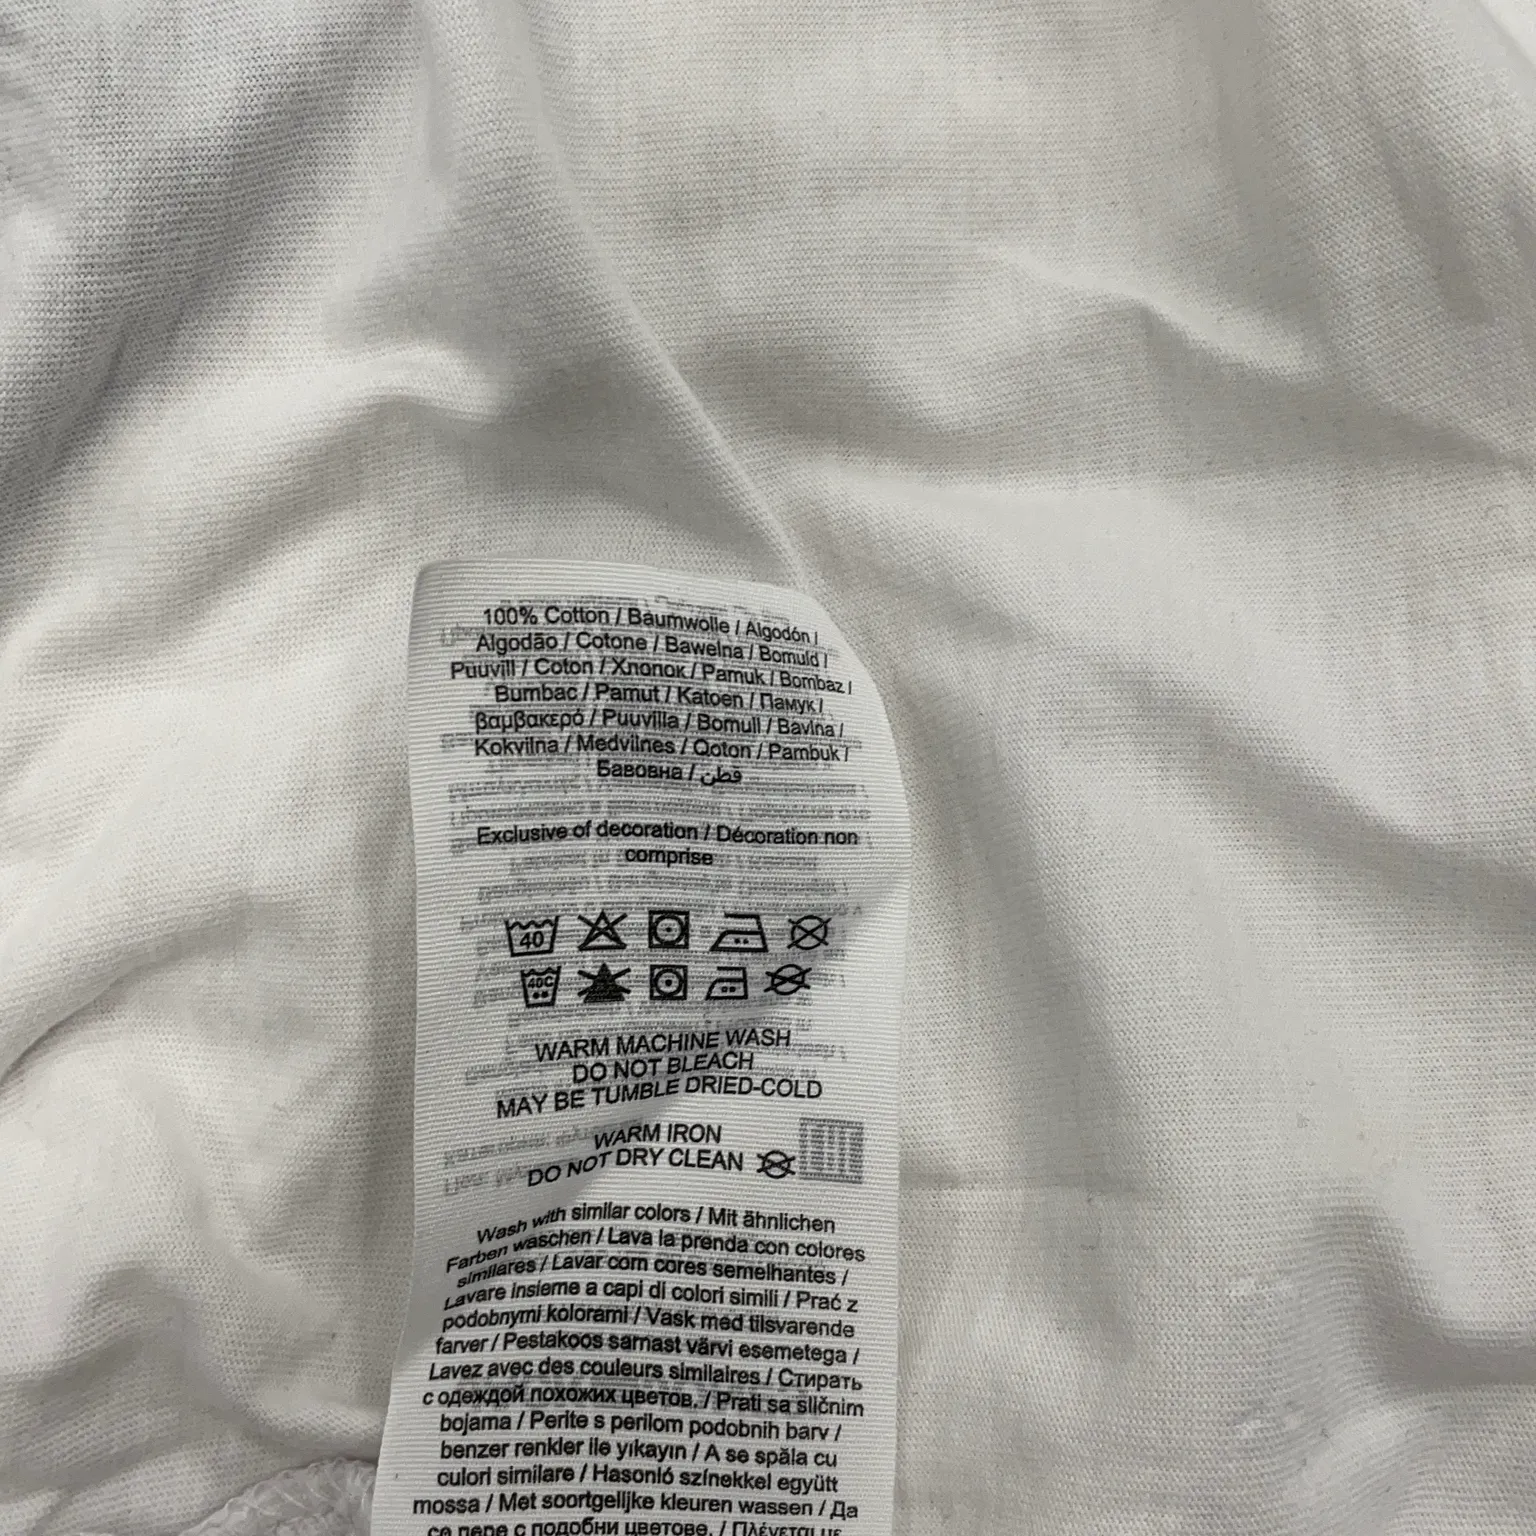 100% Cotton / Baumwolle / Algodón /
Algodão / Cotone / Bawełna / Bomuld /
Puuvill / Coton / Хлопок / Pamuk / Bombaž /
Bumbac / Pamut / Katoen / Памук /
βαμβακερό / Puuvilla / Bomull / Bavlna /
Kokvilna / Medvilnes / Qoton / Pambuk /
Бавовна / قطن
Exclusive of decoration / Décoration non
comprise
40
40C
WARM MACHINE WASH
DO NOT BLEACH
MAY BE TUMBLE DRIED-COLD
WARM IRON
DO NOT DRY CLEAN
Wash with similar colors / Mit ähnlichen
Farben waschen / Lava la prenda con colores
similares / Lavar com cores semelhantes /
Lavare insieme a capi di colori simili / Prać z
podobnymi kolorami / Vask med tilsvarende
farver / Pestakoos samast värvi esemetega /
Lavez avec des couleurs similaires / Стирать
с одеждой похожих цветов. / Prati sa sličnim
bojama / Perite s perilom podobnih barv /
benzer renkler ile yıkayın / A se spăla cu
culori similare / Hasonló színekkel együtt
mossa / Met soortgelijke kleuren wassen / Да
се пере с подобни цветове. / Πλένεται με